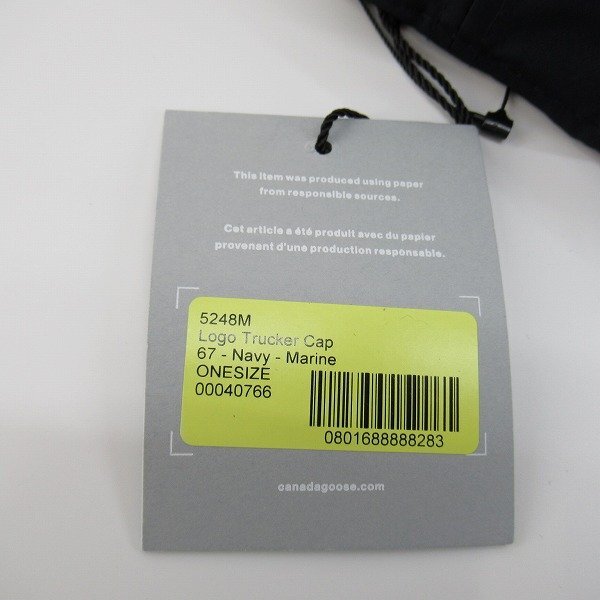 This item was produced using paper
from responsible sources.
Cet article a été produit avec du papier
provenant d'une production responsable.
5248M
Logo Trucker Cap
67 - Navy - Marine
ONESIZE
00040766
0801688888283
canadagoose.com